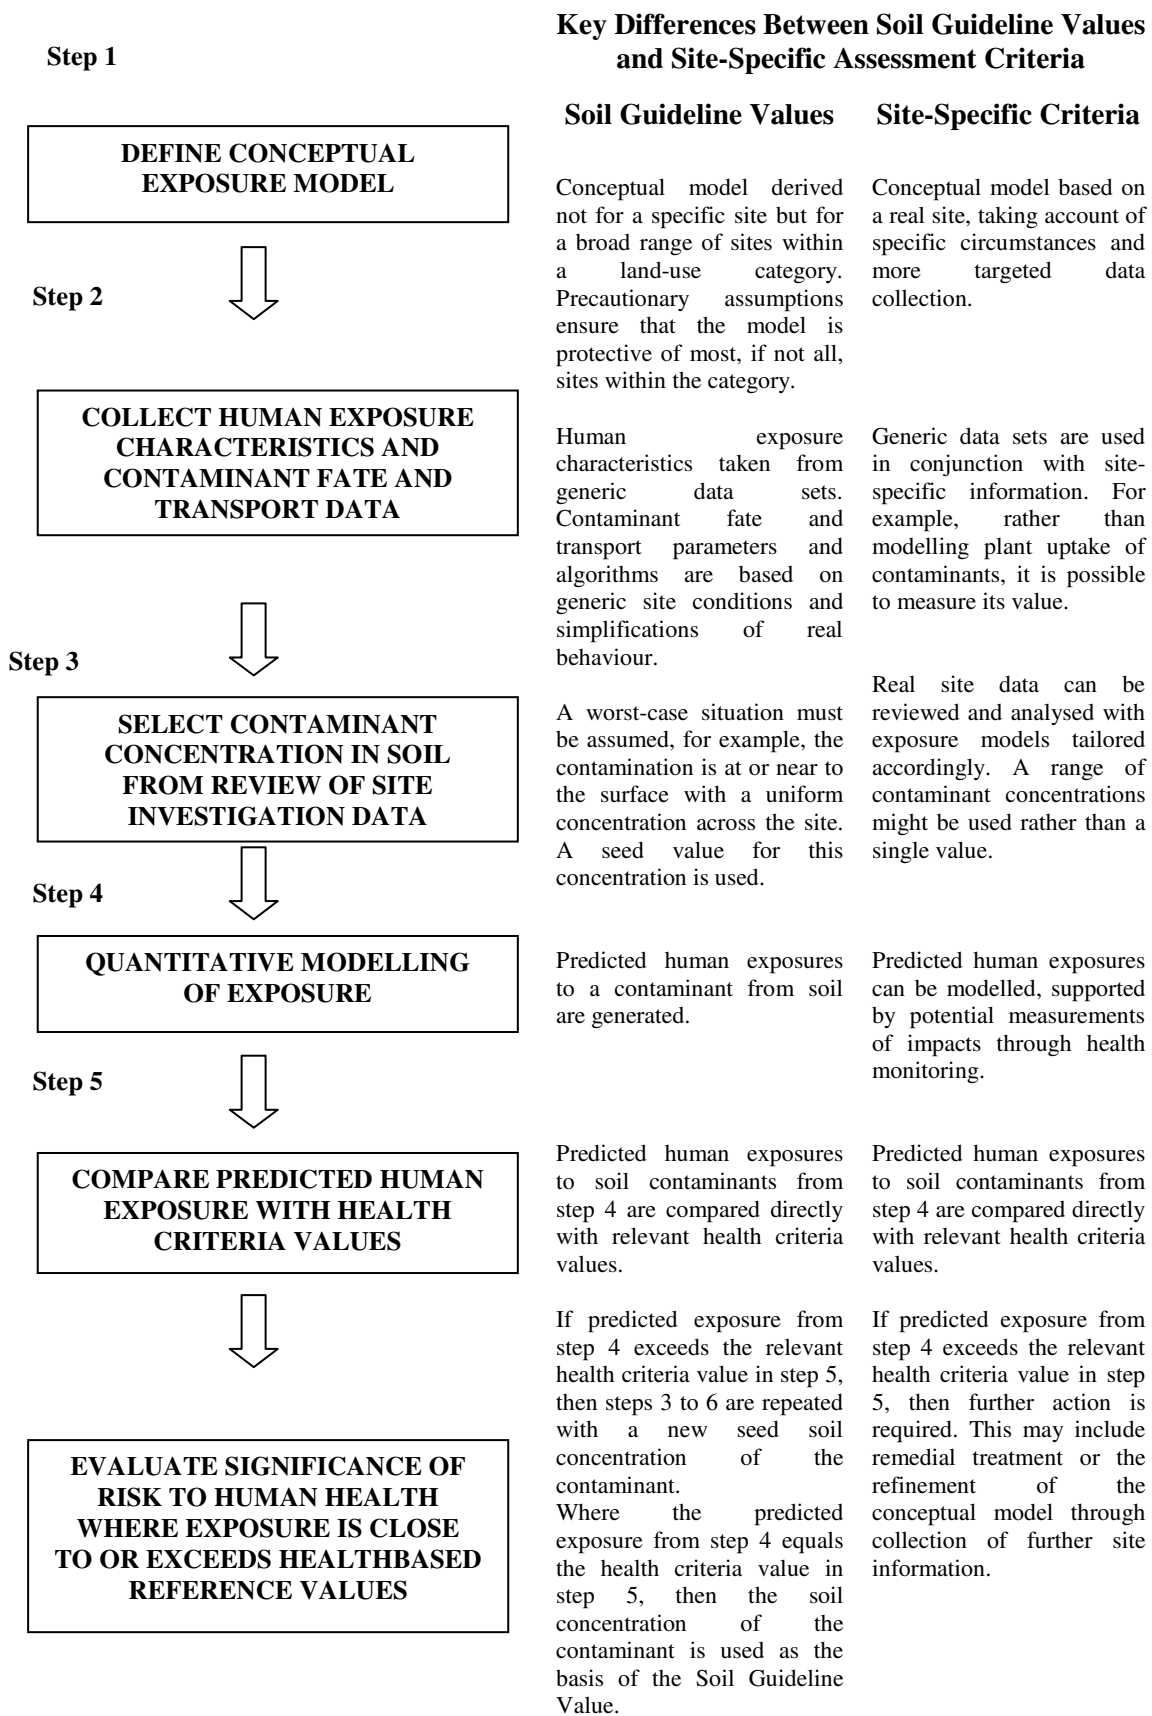 Step 1
DEFINE CONCEPTUAL
EXPOSURE MODEL
Step 2
COLLECT HUMAN EXPOSURE
CHARACTERISTICS AND
CONTAMINANT FATE AND
TRANSPORT DATA
Step 3
SELECT CONTAMINANT
CONCENTRATION IN SOIL
FROM REVIEW OF SITE
INVESTIGATION DATA
Step 4
QUANTITATIVE MODELLING
OF EXPOSURE
Step 5
COMPARE PREDICTED HUMAN
EXPOSURE WITH HEALTH
CRITERIA VALUES
EVALUATE SIGNIFICANCE OF
RISK TO HUMAN HEALTH
WHERE EXPOSURE IS CLOSE
TO OR EXCEEDS HEALTHBASED
REFERENCE VALUES
Key Differences Between Soil Guideline Values
and Site-Specific Assessment Criteria
Soil Guideline Values
Conceptual model derived
not for a specific site but for
a broad range of sites within
a land-use category.
Precautionary assumptions
ensure that the model is
protective of most, if not all,
sites within the category.
Human exposure
characteristics taken from
generic data sets.
Contaminant fate and
transport parameters and
algorithms are based on
generic site conditions and
simplifications of real
behaviour.
A worst-case situation must
be assumed, for example, the
contamination is at or near to
the surface with a uniform
concentration across the site.
A seed value for this
concentration is used.
Predicted human exposures
to a contaminant from soil
are generated.
Predicted human exposures
to soil contaminants from
step 4 are compared directly
with relevant health criteria
values.
If predicted exposure from
step 4 exceeds the relevant
health criteria value in step 5,
then steps 3 to 6 are repeated
with a new seed soil
concentration of the
contaminant.
Where the predicted
exposure from step 4 equals
the health criteria value in
step 5, then the soil
concentration of the
contaminant is used as the
basis of the Soil Guideline
Value.
Site-Specific Criteria
Conceptual model based on
a real site, taking account of
specific circumstances and
more targeted data
collection.
Generic data sets are used
in conjunction with site-
specific information. For
example, rather than
modelling plant uptake of
contaminants, it is possible
to measure its value.
Real site data can be
reviewed and analysed with
exposure models tailored
accordingly. A range of
contaminant concentrations
might be used rather than a
single value.
Predicted human exposures
can be modelled, supported
by potential measurements
of impacts through health
monitoring.
Predicted human exposures
to soil contaminants from
step 4 are compared directly
with relevant health criteria
values.
If predicted exposure from
step 4 exceeds the relevant
health criteria value in step
5, then further action is
required. This may include
remedial treatment or the
refinement of the
conceptual model through
collection of further site
information.